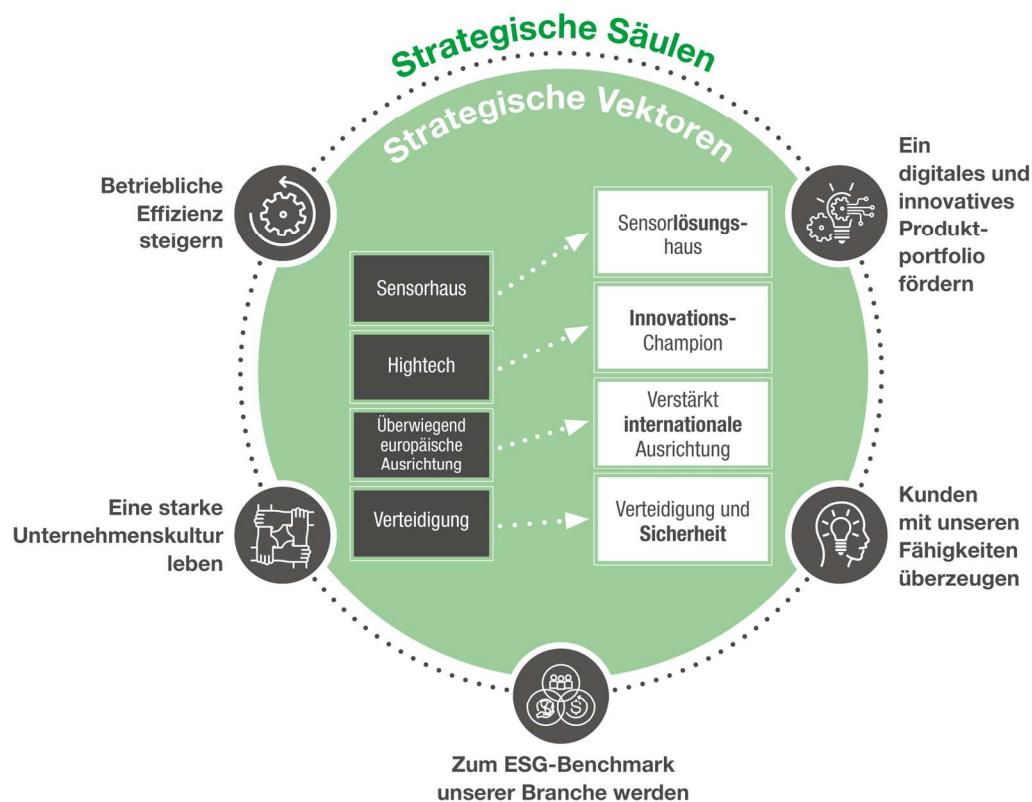 Strategische Säulen
Strategische Vektoren
Betriebliche
Effizienz
steigern
Ein
digitales und
innovatives
Produkt-
portfolio
fördern
Sensorhaus
Sensorlösungs-
haus
Hightech
Innovations-
Champion
Überwiegend
europäische
Ausrichtung
Verstärkt
internationale
Ausrichtung
Verteidigung
Verteidigung und
Sicherheit
Eine starke
Unternehmenskultur
leben
Kunden
mit unseren
Fähigkeiten
überzeugen
$
Zum ESG-Benchmark
unserer Branche werden